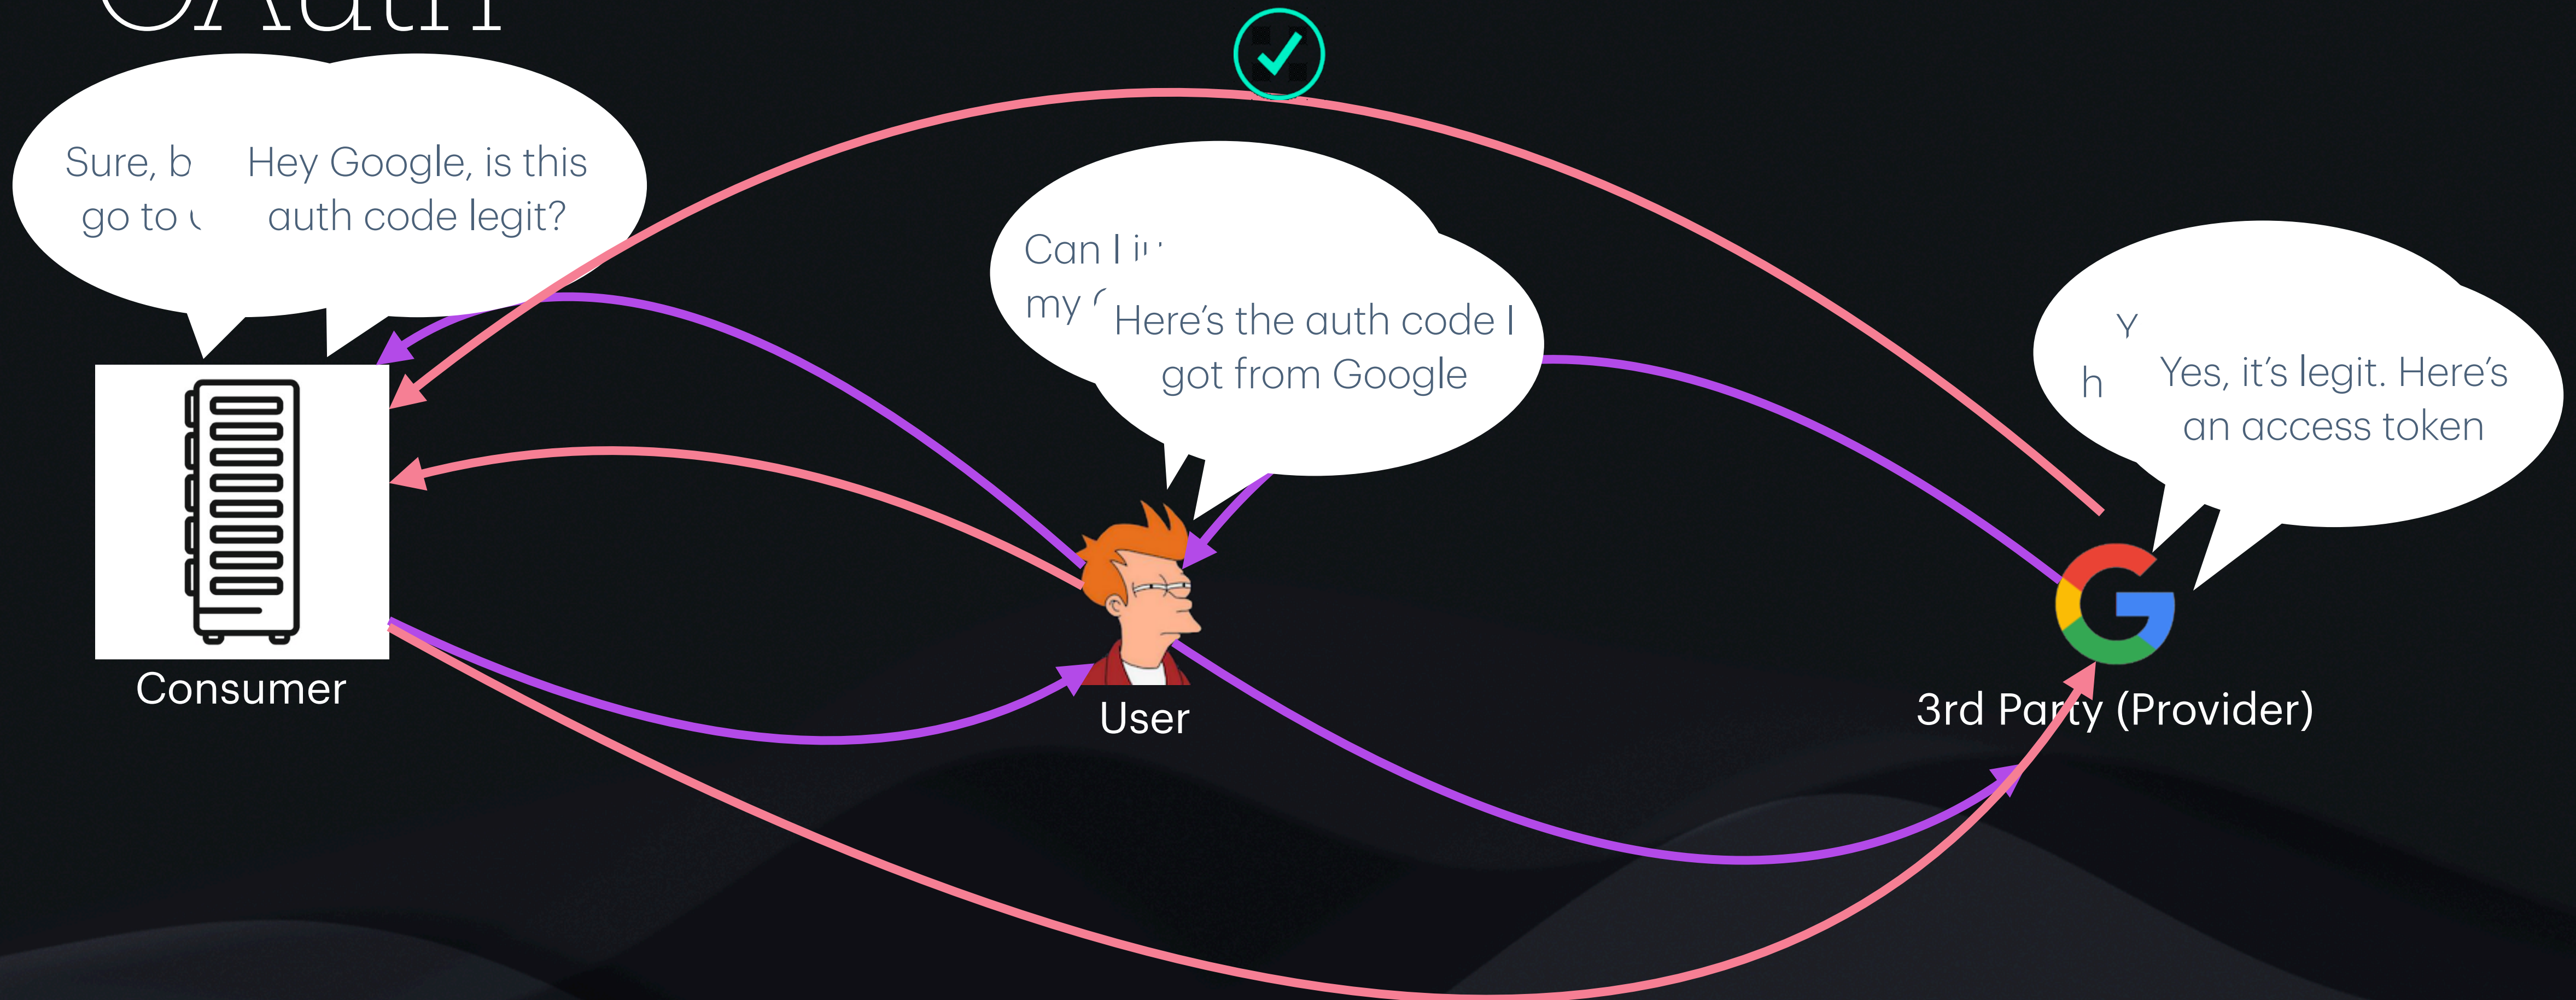 OAuth
Sure, b
go to
Hey Google, is this
auth code legit?
Can I
my
Here's the auth code I
got from Google
Y
h
Yes, it's legit. Here's
an access token
Consumer
User
3rd Party (Provider)